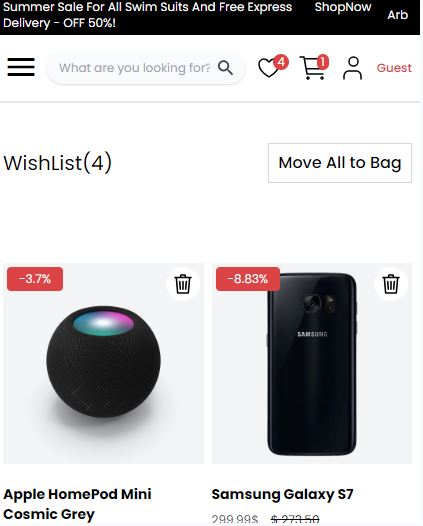 Summer Sale For All Swim Suits And Free Express
Delivery - OFF 50%!
ShopNow
Arb
What are you looking for?
4
1
Guest
WishList(4)
Move All to Bag
-3.7%
-8.83%
SAMSUNG
Apple HomePod Mini
Cosmic Grey
Samsung Galaxy S7
299.99$ $ 273.50